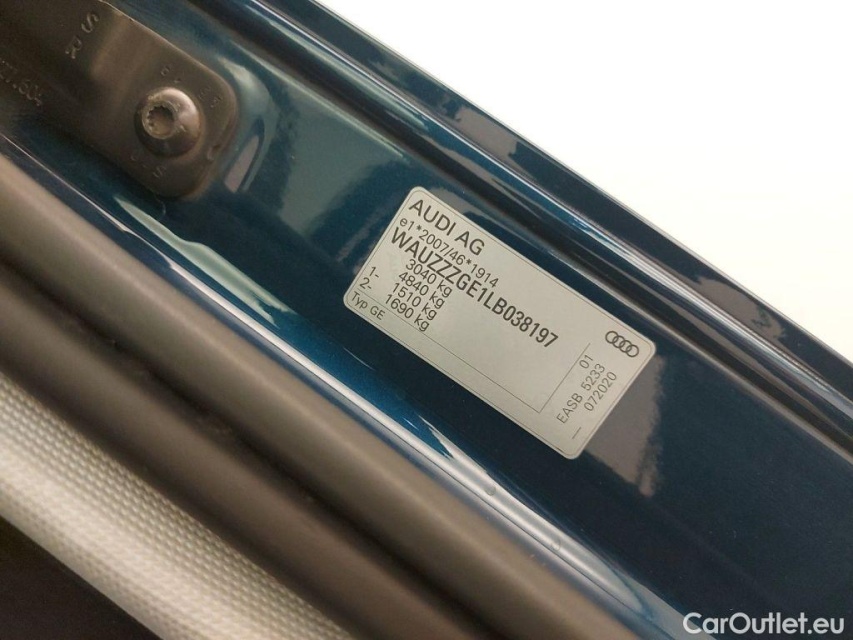 AUDI AG
e1*2007/46*1914
WAUZZZGE1LB038197
3040 kg
4840 kg
1- 1510 kg
2- 1690 kg
Typ GE
01
EASB 5233
072020
CarOutlet.eu